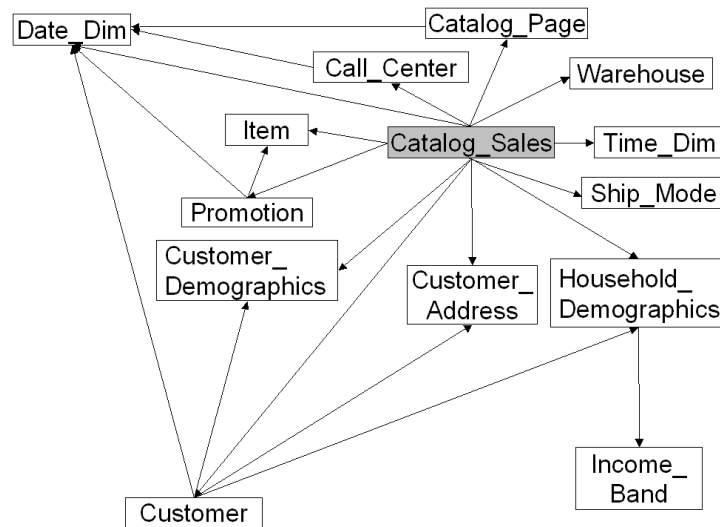 Date_Dim
Catalog_Page
Call_Center
Warehouse
Item
Catalog_Sales
Time_Dim
Promotion
Ship_Mode
Customer_
Demographics
Customer_
Address
Household_
Demographics
Income_
Band
Customer